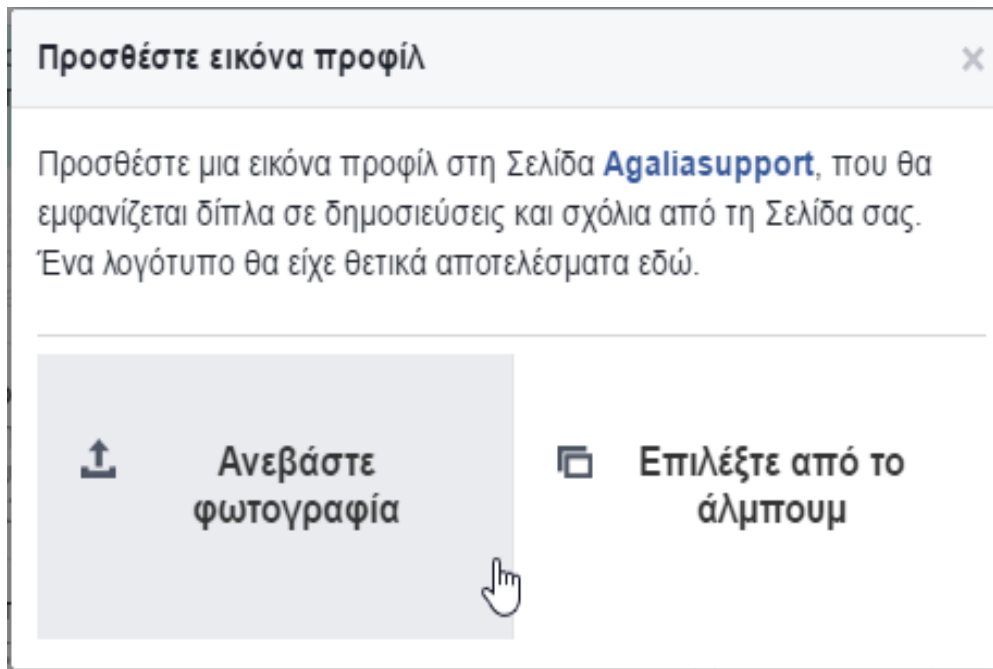 Προσθέστε εικόνα προφίλ
Προσθέστε μια εικόνα προφίλ στη Σελίδα Agaliasupport, που θα
εμφανίζεται δίπλα σε δημοσιεύσεις και σχόλια από τη Σελίδα σας.
Ένα λογότυπο θα είχε θετικά αποτελέσματα εδώ.
Ανεβάστε
φωτογραφία
Επιλέξτε από το
άλμπουμ